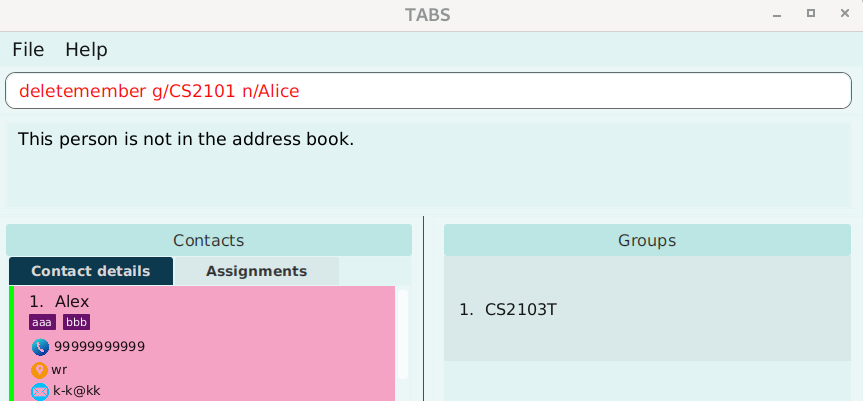 TABS
File Help
deletemember g/CS2101 n/Alice
This person is not in the address book.
Contacts
Contact details Assignments
1. Alex
aaa bbb
99999999999
wr
k-k@kk
Groups
1. CS2103T